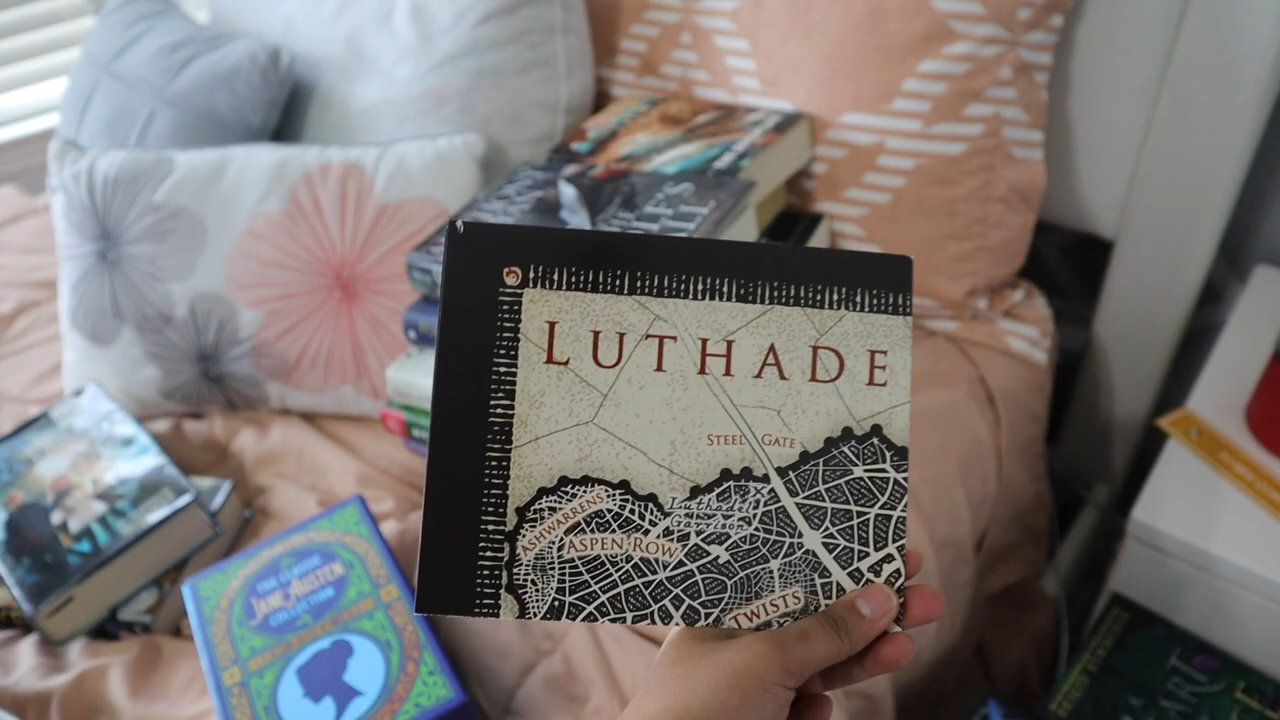 LUTHADE
STEEL GATE
Luthadel
Garrison
ASHWARRENS
ASPEN ROW
TWISTS
THE CLASSIC
JANE AUSTEN
COLLECTION